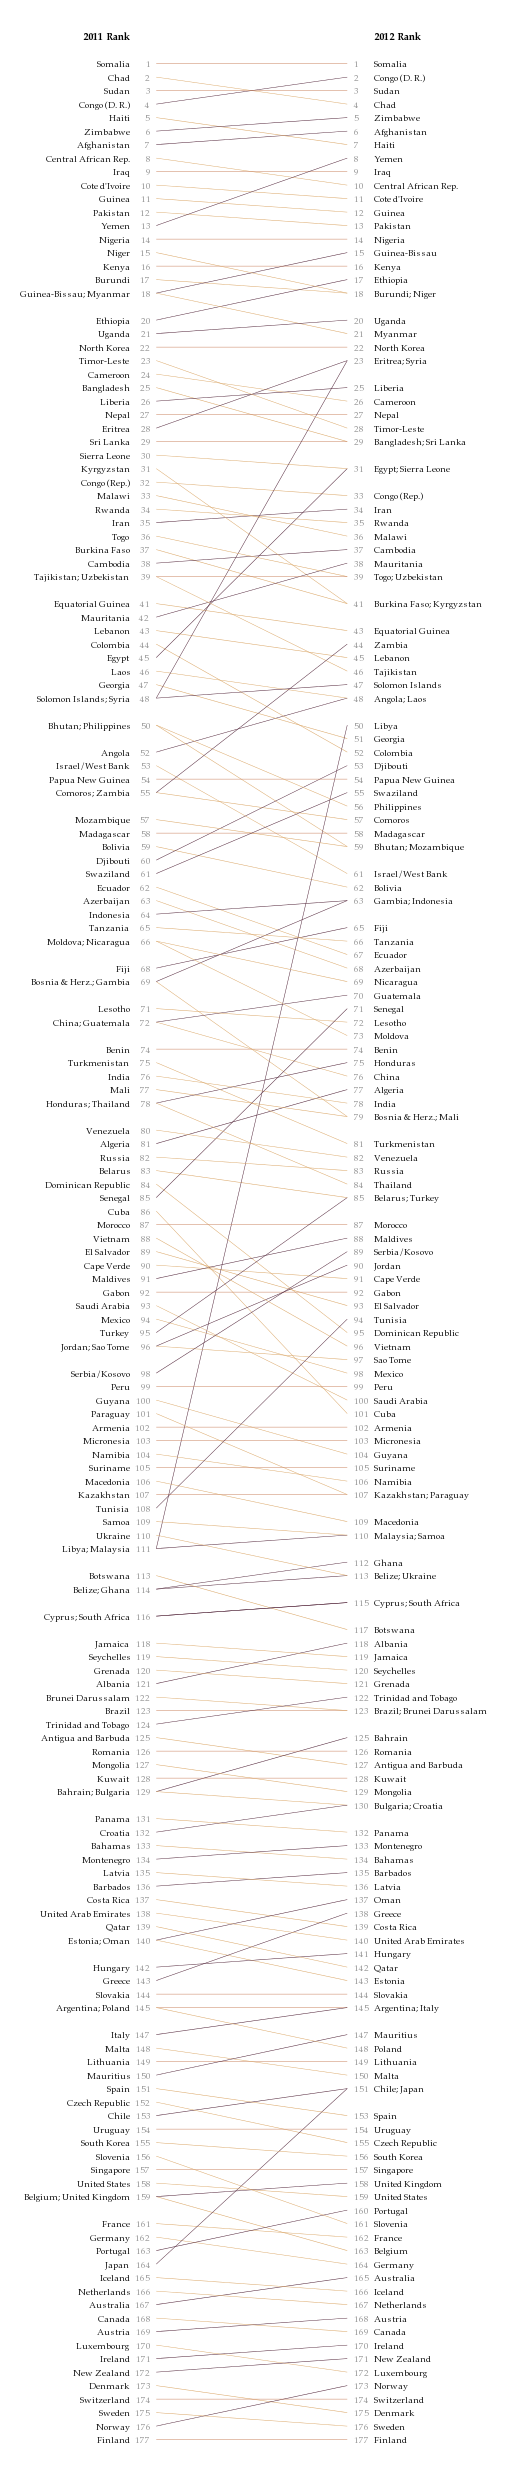 2011 Rank 2012 Rank
Somalia 1 1 Somalia
Chad 2 2 Congo (D. R.)
Sudan 3 3 Sudan
Congo (D. R.) 4 4 Chad
Haiti 5 5 Zimbabwe
Zimbabwe 6 6 Afghanistan
Afghanistan 7 7 Haiti
Central African Rep. 8 8 Yemen
Iraq 9 9 Iraq
Cote d'Ivoire 10 10 Central African Rep.
Guinea 11 11 Cote d'Ivoire
Pakistan 12 12 Guinea
Yemen 13 13 Pakistan
Nigeria 14 14 Nigeria
Niger 15 15 Guinea-Bissau
Kenya 16 16 Kenya
Burundi 17 17 Ethiopia
Guinea-Bissau; Myanmar 18 18 Burundi; Niger
Ethiopia 20 20 Uganda
Uganda 21 21 Myanmar
North Korea 22 22 North Korea
Timor-Leste 23 23 Eritrea; Syria
Cameroon 24
Bangladesh 25 25 Liberia
Liberia 26 26 Cameroon
Nepal 27 27 Nepal
Eritrea 28 28 Timor-Leste
Sri Lanka 29 29 Bangladesh; Sri Lanka
Sierra Leone 30
Kyrgyzstan 31 31 Egypt; Sierra Leone
Congo (Rep.) 32
Malawi 33 33 Congo (Rep.)
Rwanda 34 34 Iran
Iran 35 35 Rwanda
Togo 36 36 Malawi
Burkina Faso 37 37 Cambodia
Cambodia 38 38 Mauritania
Tajikistan; Uzbekistan 39 39 Togo; Uzbekistan
Equatorial Guinea 41 41 Burkina Faso; Kyrgyzstan
Mauritania 42
Lebanon 43 43 Equatorial Guinea
Colombia 44 44 Zambia
Egypt 45 45 Lebanon
Laos 46 46 Tajikistan
Georgia 47 47 Solomon Islands
Solomon Islands; Syria 48 48 Angola; Laos
Bhutan; Philippines 50 50 Libya
51 Georgia
Angola 52 52 Colombia
Israel/West Bank 53 53 Djibouti
Papua New Guinea 54 54 Papua New Guinea
Comoros; Zambia 55 55 Swaziland
56 Philippines
Mozambique 57 57 Comoros
Madagascar 58 58 Madagascar
Bolivia 59 59 Bhutan; Mozambique
Djibouti 60
Swaziland 61 61 Israel/West Bank
Ecuador 62 62 Bolivia
Azerbaijan 63 63 Gambia; Indonesia
Indonesia 64
Tanzania 65 65 Fiji
Moldova; Nicaragua 66 66 Tanzania
67 Ecuador
Fiji 68 68 Azerbaijan
Bosnia & Herz.; Gambia 69 69 Nicaragua
70 Guatemala
Lesotho 71 71 Senegal
China; Guatemala 72 72 Lesotho
73 Moldova
Benin 74 74 Benin
Turkmenistan 75 75 Honduras
India 76 76 China
Mali 77 77 Algeria
Honduras; Thailand 78 78 India
79 Bosnia & Herz.; Mali
Venezuela 80
Algeria 81 81 Turkmenistan
Russia 82 82 Venezuela
Belarus 83 83 Russia
Dominican Republic 84 84 Thailand
Senegal 85 85 Belarus; Turkey
Cuba 86
Morocco 87 87 Morocco
Vietnam 88 88 Maldives
El Salvador 89 89 Serbia/Kosovo
Cape Verde 90 90 Jordan
Maldives 91 91 Cape Verde
Gabon 92 92 Gabon
Saudi Arabia 93 93 El Salvador
Mexico 94 94 Tunisia
Turkey 95 95 Dominican Republic
Jordan; Sao Tome 96 96 Vietnam
97 Sao Tome
Serbia/Kosovo 98 98 Mexico
Peru 99 99 Peru
Guyana 100 100 Saudi Arabia
Paraguay 101 101 Cuba
Armenia 102 102 Armenia
Micronesia 103 103 Micronesia
Namibia 104 104 Guyana
Suriname 105 105 Suriname
Macedonia 106 106 Namibia
Kazakhstan 107 107 Kazakhstan; Paraguay
Tunisia 108
Samoa 109 109 Macedonia
Ukraine 110 110 Malaysia; Samoa
Libya; Malaysia 111
112 Ghana
Botswana 113 113 Belize; Ukraine
Belize; Ghana 114
115 Cyprus; South Africa
Cyprus; South Africa 116
117 Botswana
Jamaica 118 118 Albania
Seychelles 119 119 Jamaica
Grenada 120 120 Seychelles
Albania 121 121 Grenada
Brunei Darussalam 122 122 Trinidad and Tobago
Brazil 123 123 Brazil; Brunei Darussalam
Trinidad and Tobago 124
Antigua and Barbuda 125 125 Bahrain
Romania 126 126 Romania
Mongolia 127 127 Antigua and Barbuda
Kuwait 128 128 Kuwait
Bahrain; Bulgaria 129 129 Mongolia
130 Bulgaria; Croatia
Panama 131
Croatia 132 132 Panama
Bahamas 133 133 Montenegro
Montenegro 134 134 Bahamas
Latvia 135 135 Barbados
Barbados 136 136 Latvia
Costa Rica 137 137 Oman
United Arab Emirates 138 138 Greece
Qatar 139 139 Costa Rica
Estonia; Oman 140 140 United Arab Emirates
141 Hungary
Hungary 142 142 Qatar
Greece 143 143 Estonia
Slovakia 144 144 Slovakia
Argentina; Poland 145 145 Argentina; Italy
Italy 147 147 Mauritius
Malta 148 148 Poland
Lithuania 149 149 Lithuania
Mauritius 150 150 Malta
Spain 151 151 Chile; Japan
Czech Republic 152
Chile 153 153 Spain
Uruguay 154 154 Uruguay
South Korea 155 155 Czech Republic
Slovenia 156 156 South Korea
Singapore 157 157 Singapore
United States 158 158 United Kingdom
Belgium; United Kingdom 159 159 United States
160 Portugal
France 161 161 Slovenia
Germany 162 162 France
Portugal 163 163 Belgium
Japan 164 164 Germany
Iceland 165 165 Australia
Netherlands 166 166 Iceland
Australia 167 167 Netherlands
Canada 168 168 Austria
Austria 169 169 Canada
Luxembourg 170 170 Ireland
Ireland 171 171 New Zealand
New Zealand 172 172 Luxembourg
Denmark 173 173 Norway
Switzerland 174 174 Switzerland
Sweden 175 175 Denmark
Norway 176 176 Sweden
Finland 177 177 Finland